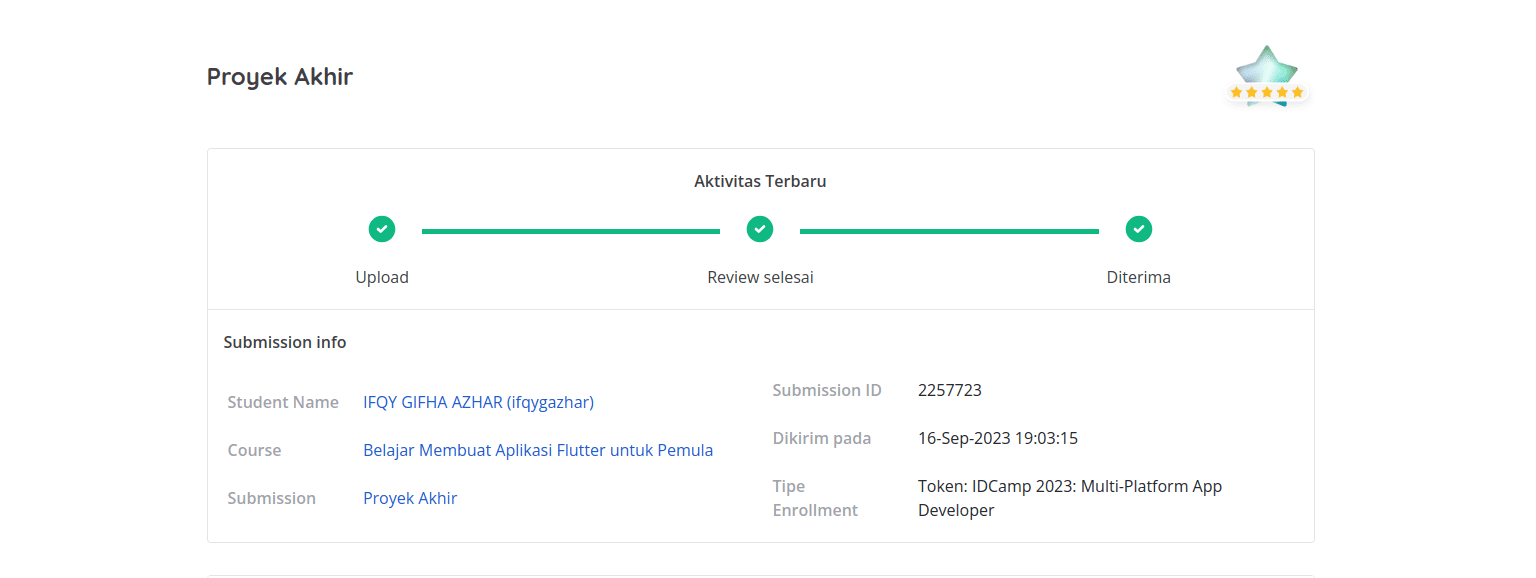 Proyek Akhir
Aktivitas Terbaru
Upload
Review selesai
Diterima
Submission info
Student Name IFQY GIFHA AZHAR (ifqygazhar)
Course Belajar Membuat Aplikasi Flutter untuk Pemula
Submission Proyek Akhir
Submission ID 2257723
Dikirim pada 16-Sep-2023 19:03:15
Tipe Enrollment Token: IDCamp 2023: Multi-Platform App
Developer